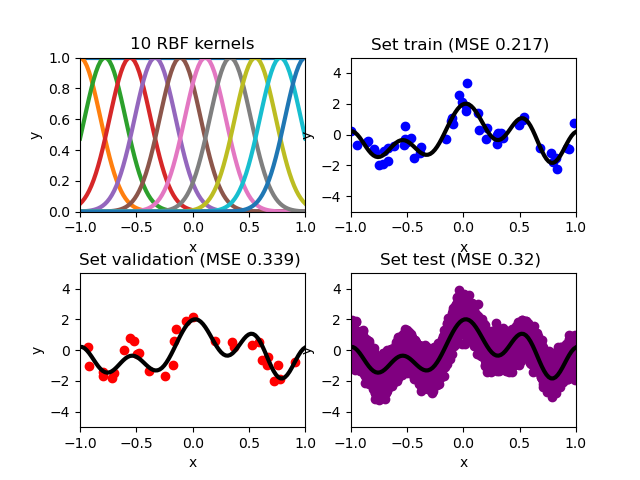 10 RBF kernels
1.0
0.8
0.6
0.4
0.2
0.0
y
−1.0 −0.5 0.0 0.5 1.0
x
Set train (MSE 0.217)
4
2
0
−2
−4
y
−1.0 −0.5 0.0 0.5 1.0
x
Set validation (MSE 0.339)
4
2
0
−2
−4
y
−1.0 −0.5 0.0 0.5 1.0
x
Set test (MSE 0.32)
4
2
0
−2
−4
y
−1.0 −0.5 0.0 0.5 1.0
x